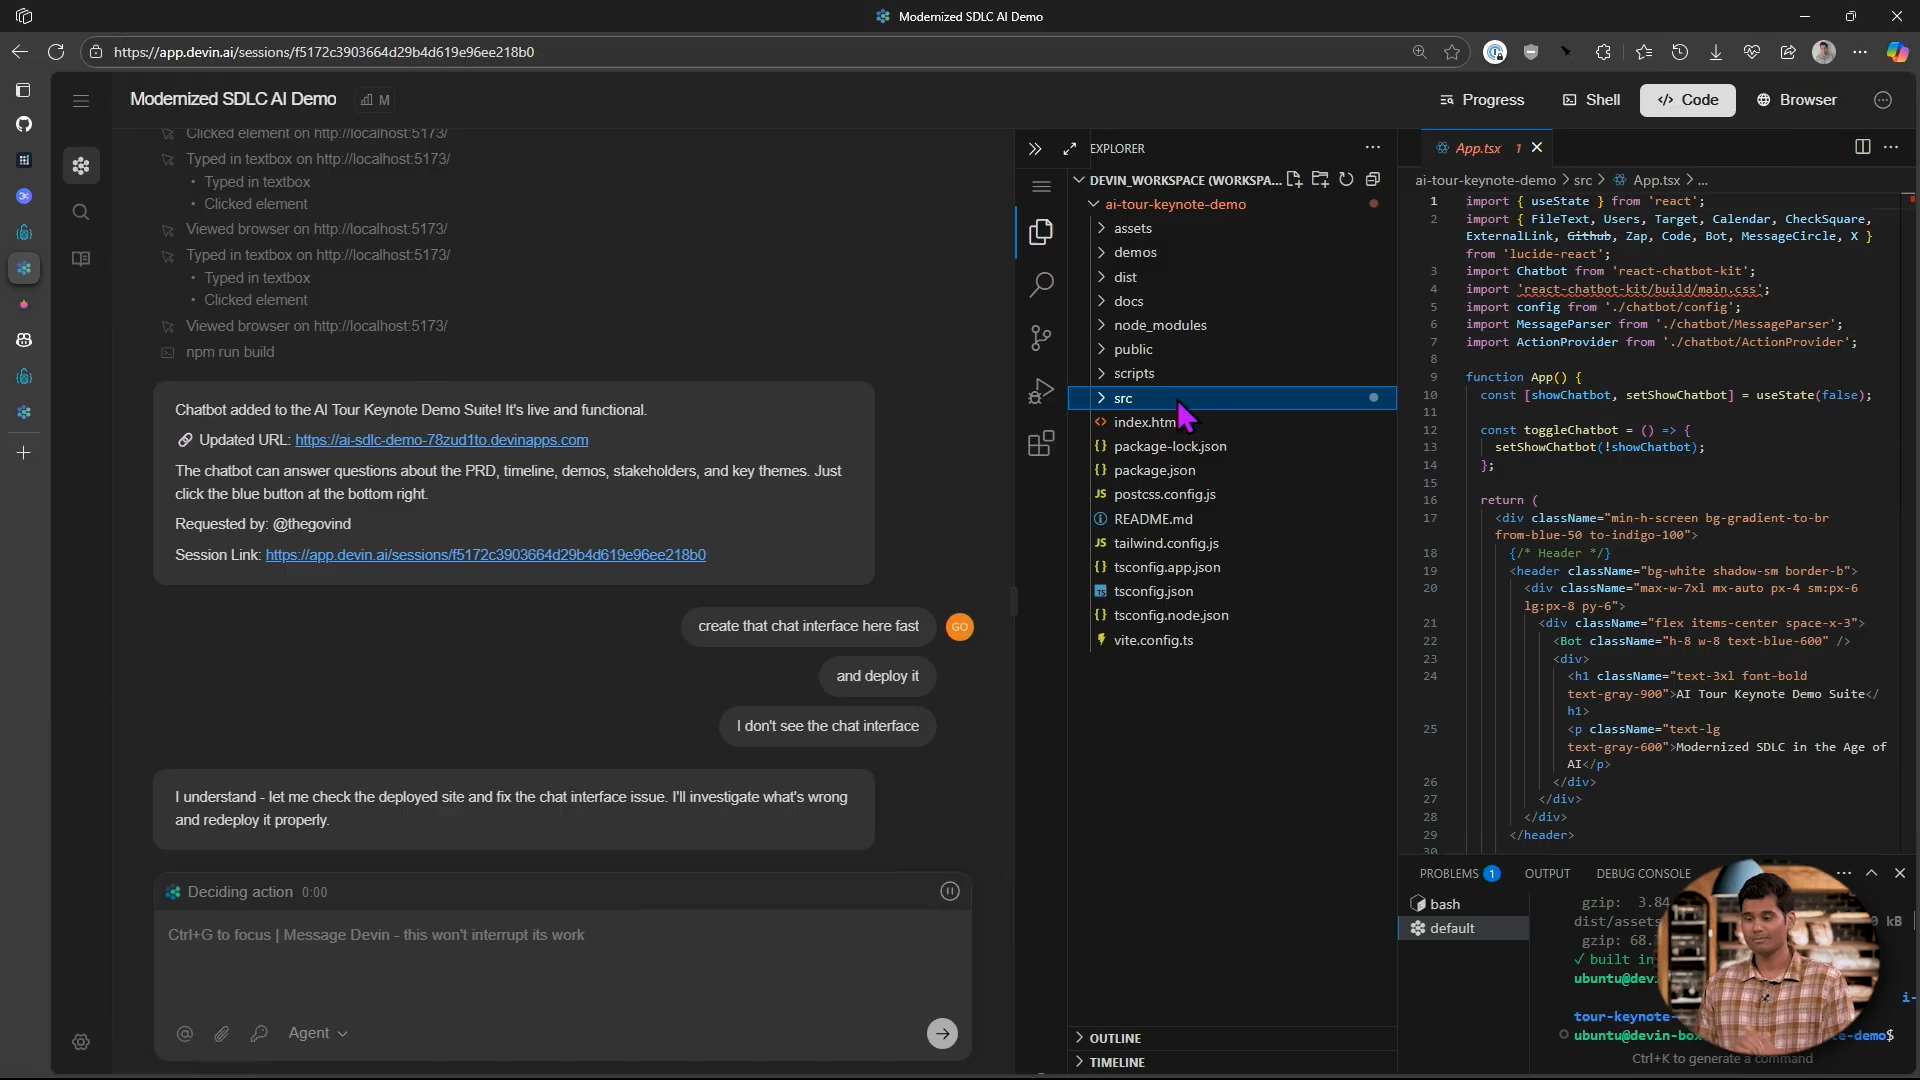 Modernized SDLC AI Demo
https://app.devin.ai/sessions/f5172c3903664d29b4d619e96ee218b0
Modernized SDLC AI Demo
M
Progress
Shell
Code
Browser
Clicked element on http://localhost:5173/
Typed in textbox on http://localhost:5173/
• Typed in textbox
• Clicked element
Viewed browser on http://localhost:5173/
Typed in textbox on http://localhost:5173/
• Typed in textbox
• Clicked element
Viewed browser on http://localhost:5173/
npm run build
Chatbot added to the AI Tour Keynote Demo Suite! It's live and functional.
Updated URL: https://ai-sdlc-demo-78zud1to.devinapps.com
The chatbot can answer questions about the PRD, timeline, demos, stakeholders, and key themes. Just
click the blue button at the bottom right.
Requested by: @thegovind
Session Link: https://app.devin.ai/sessions/f5172c3903664d29b4d619e96ee218b0
create that chat interface here fast
GO
and deploy it
I don't see the chat interface
I understand - let me check the deployed site and fix the chat interface issue. I'll investigate what's wrong
and redeploy it properly.
Deciding action 0:00
Ctrl+G to focus | Message Devin - this won't interrupt its work
Agent
EXPLORER
DEVIN_WORKSPACE (WORKSPA...
ai-tour-keynote-demo
assets
demos
dist
docs
node_modules
public
scripts
src
index.htm
package-lock.json
package.json
postcss.config.js
README.md
tailwind.config.js
tsconfig.app.json
tsconfig.json
tsconfig.node.json
vite.config.ts
OUTLINE
TIMELINE
App.tsx 1
ai-tour-keynote-demo > src > App.tsx > ...
1 import { useState } from 'react';
2 import { FileText, Users, Target, Calendar, CheckSquare,
ExternalLink, Github, Zap, Code, Bot, MessageCircle, X }
from 'lucide-react';
3 import Chatbot from 'react-chatbot-kit';
4 import 'react-chatbot-kit/build/main.css';
5 import config from './chatbot/config';
6 import MessageParser from './chatbot/MessageParser';
7 import ActionProvider from './chatbot/ActionProvider';
8
9 function App() {
10 const [showChatbot, setShowChatbot] = useState(false);
11
12 const toggleChatbot = () => {
13 setShowChatbot(!showChatbot);
14 };
15
16 return (
17 <div className="min-h-screen bg-gradient-to-br
from-blue-50 to-indigo-100">
18 {/* Header */}
19 <header className="bg-white shadow-sm border-b">
20 <div className="max-w-7xl mx-auto px-4 sm:px-6
lg:px-8 py-6">
21 <div className="flex items-center space-x-3">
22 <Bot className="h-8 w-8 text-blue-600" />
23 <div>
24 <h1 className="text-3xl font-bold
text-gray-900">AI Tour Keynote Demo Suite</
h1>
25 <p className="text-lg
text-gray-600">Modernized SDLC in the Age of
AI</p>
26 </div>
27 </div>
28 </div>
29 </header>
30
PROBLEMS 1
OUTPUT
DEBUG CONSOLE
bash
default
gzip: 3.84
dist/assets
kB
gzip: 68.
✓ built in
ubuntu@dev
i-
tour-keynote-
ubuntu@devin-box
e-demo$
Ctrl+K to generate a command